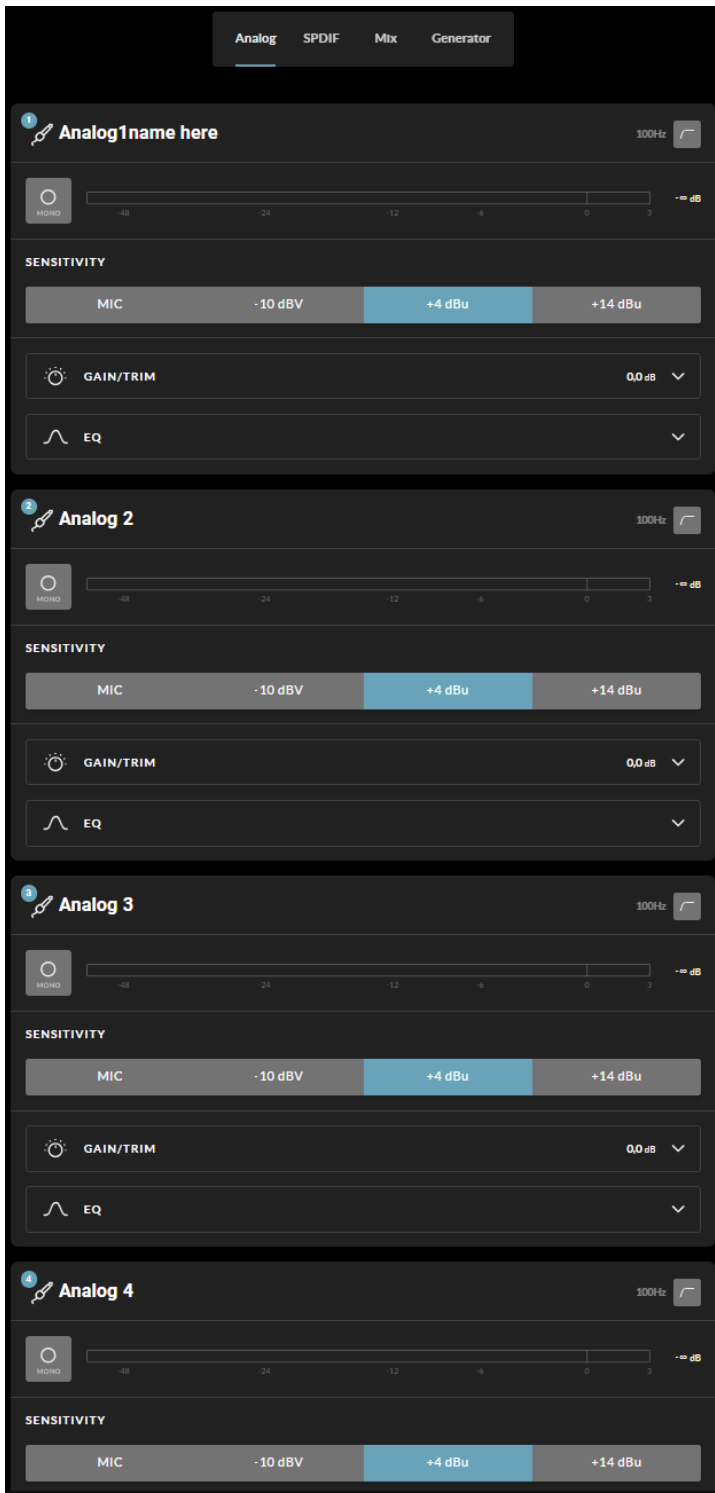 Analog SPDIF Mix Generator
1 Analog1name here 100Hz
MONO -48 -24 -12 -6 0 3 -∞ dB
SENSITIVITY
MIC -10 dBV +4 dBu +14 dBu
GAIN/TRIM 0,0 dB
EQ
2 Analog 2 100Hz
MONO -48 -24 -12 -6 0 3 -∞ dB
SENSITIVITY
MIC -10 dBV +4 dBu +14 dBu
GAIN/TRIM 0,0 dB
EQ
3 Analog 3 100Hz
MONO -48 -24 -12 -6 0 3 -∞ dB
SENSITIVITY
MIC -10 dBV +4 dBu +14 dBu
GAIN/TRIM 0,0 dB
EQ
4 Analog 4 100Hz
MONO -48 -24 -12 -6 0 3 -∞ dB
SENSITIVITY
MIC -10 dBV +4 dBu +14 dBu